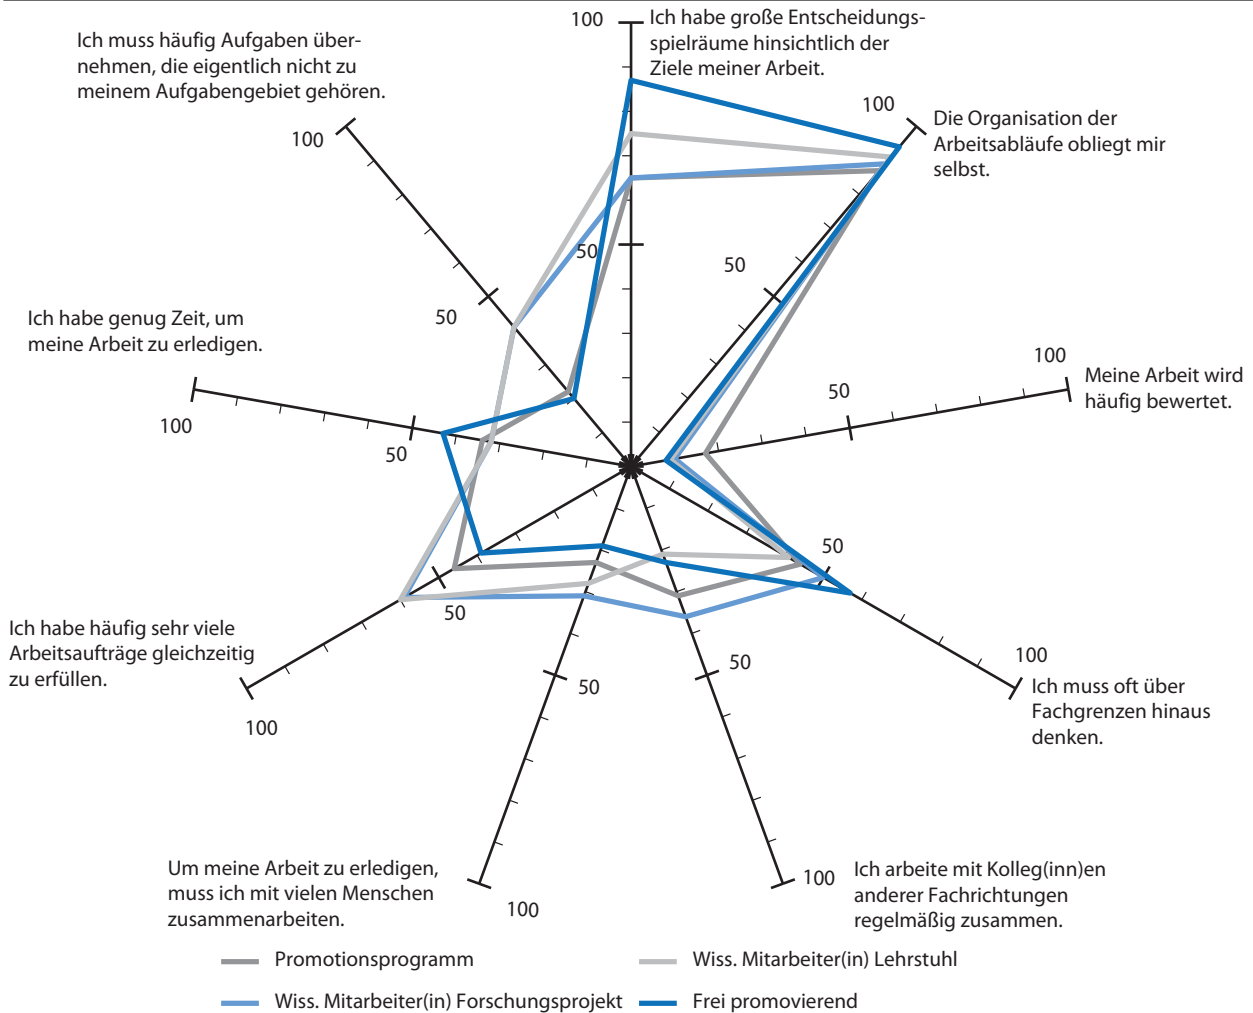 100
Ich habe große Entscheidungs-
spielräume hinsichtlich der
Ziele meiner Arbeit.
Ich muss häufig Aufgaben über-
nehmen, die eigentlich nicht zu
meinem Aufgabengebiet gehören.
100
100
Die Organisation der
Arbeitsabläufe obliegt mir
selbst.
50
50
50
Ich habe genug Zeit, um
meine Arbeit zu erledigen.
100
50
100
Meine Arbeit wird
häufig bewertet.
50
50
Ich habe häufig sehr viele
Arbeitsaufträge gleichzeitig
zu erfüllen.
50
100
100
Ich muss oft über
Fachgrenzen hinaus
denken.
50
50
Um meine Arbeit zu erledigen,
muss ich mit vielen Menschen
zusammenarbeiten.
100
100
Ich arbeite mit Kolleg(inn)en
anderer Fachrichtungen
regelmäßig zusammen.
Promotionsprogramm
Wiss. Mitarbeiter(in) Lehrstuhl
Wiss. Mitarbeiter(in) Forschungsprojekt
Frei promovierend